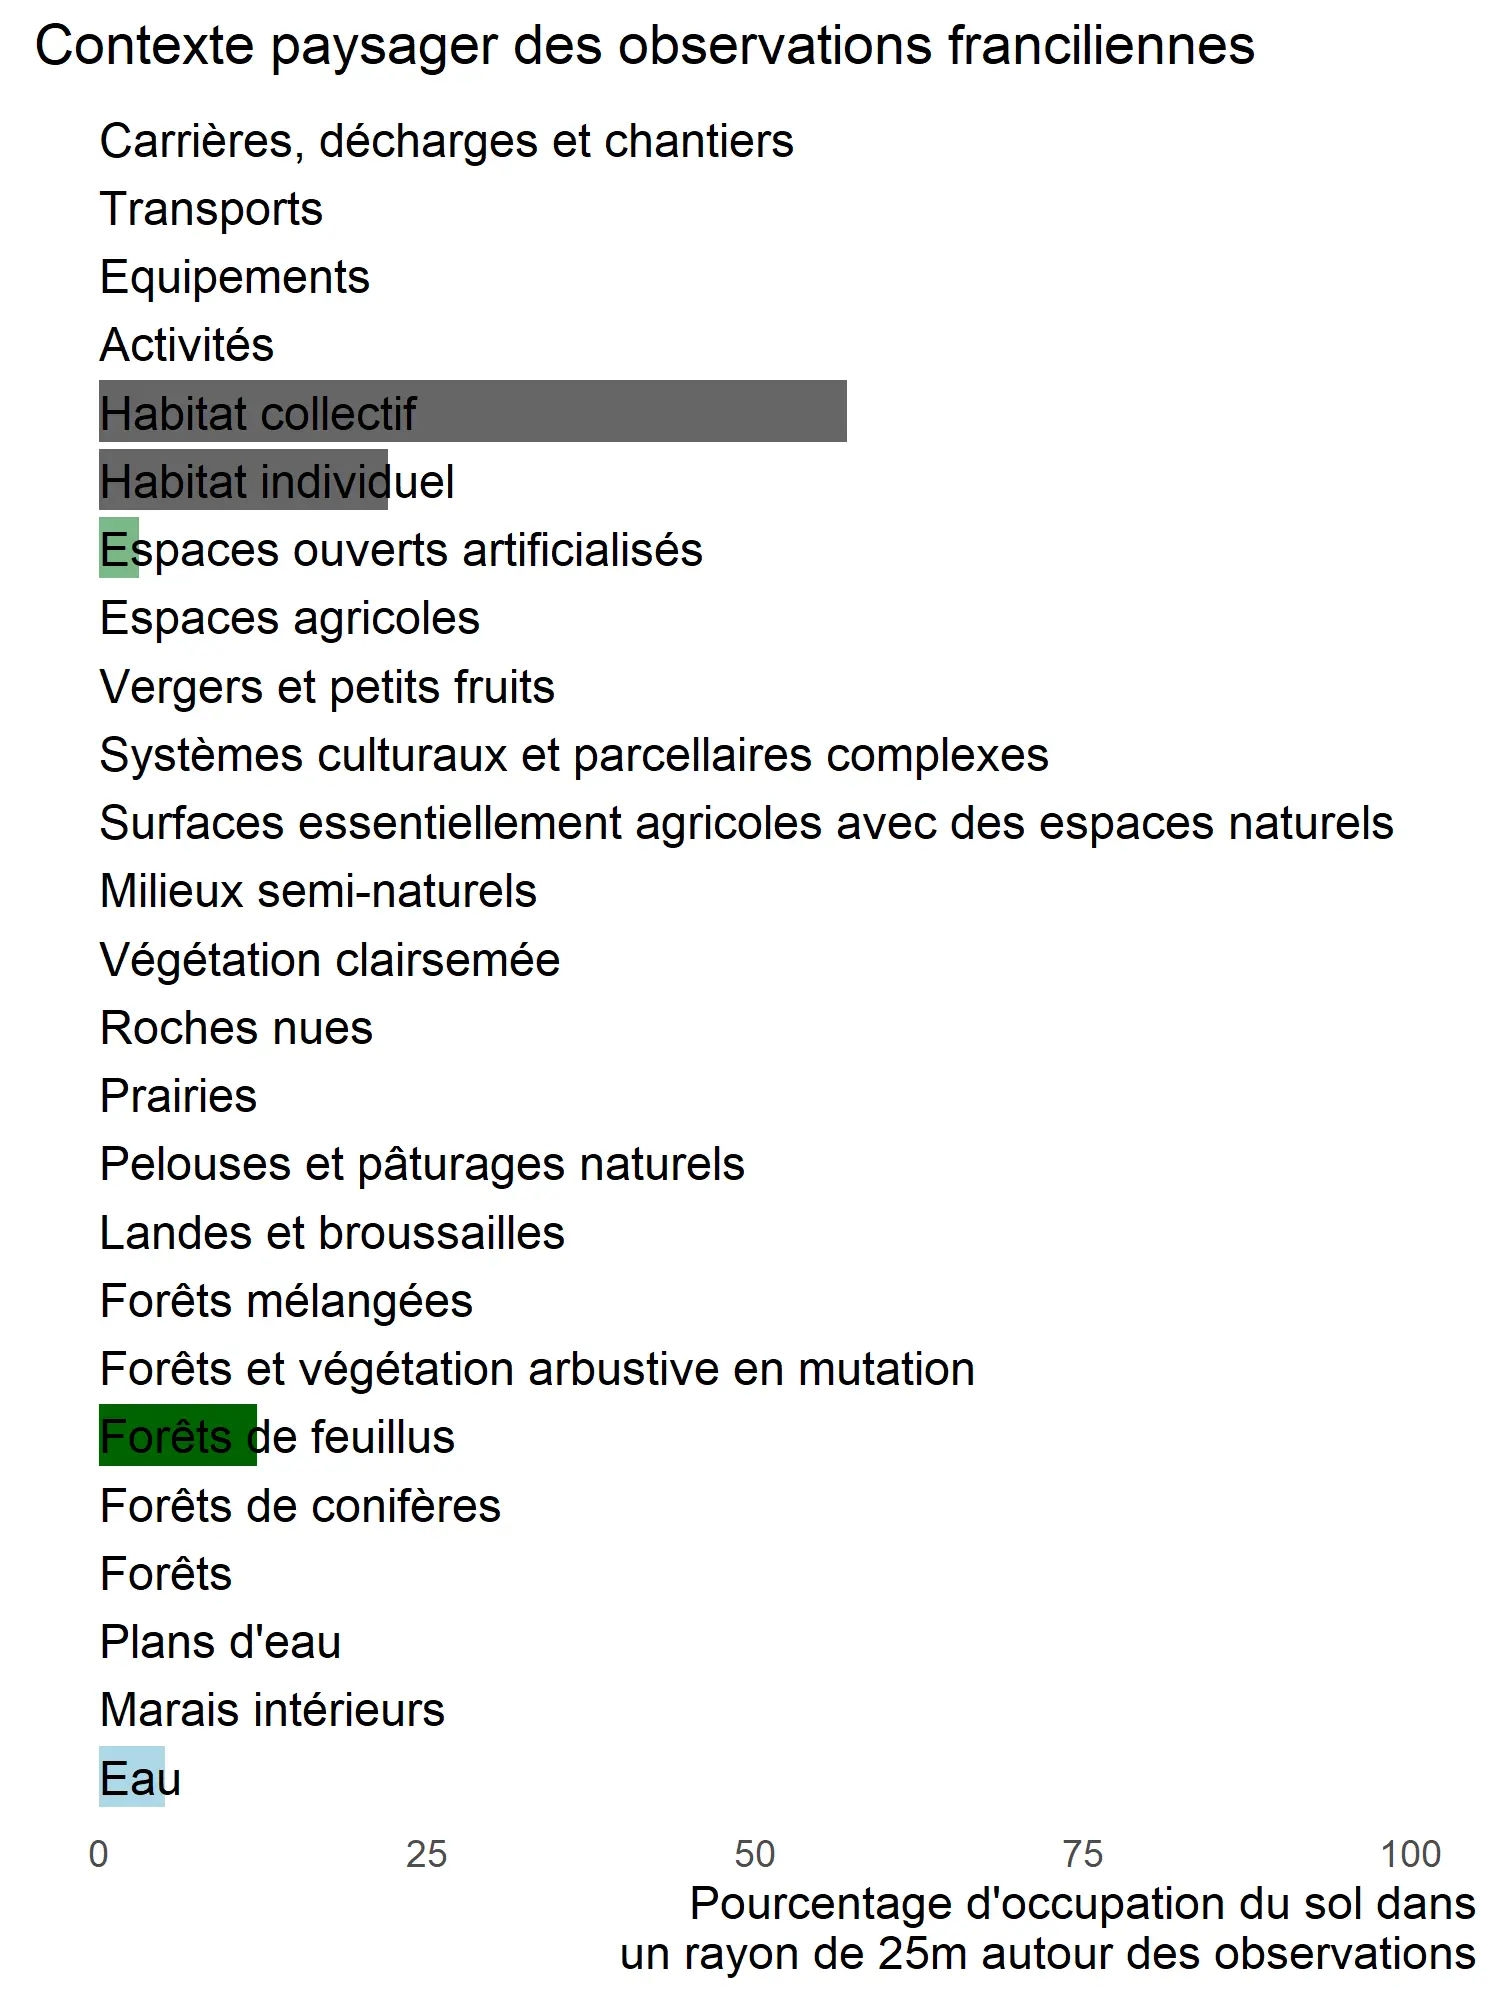 Contexte paysager des observations franciliennes
Carrières, décharges et chantiers
Transports
Equipements
Activités
Habitat collectif
Habitat individuel
Espaces ouverts artificialisés
Espaces agricoles
Vergers et petits fruits
Systèmes culturaux et parcellaires complexes
Surfaces essentiellement agricoles avec des espaces naturels
Milieux semi-naturels
Végétation clairsemée
Roches nues
Prairies
Pelouses et pâturages naturels
Landes et broussailles
Forêts mélangées
Forêts et végétation arbustive en mutation
Forêts de feuillus
Forêts de conifères
Forêts
Plans d'eau
Marais intérieurs
Eau
0 25 50 75 100
Pourcentage d'occupation du sol dans
un rayon de 25m autour des observations